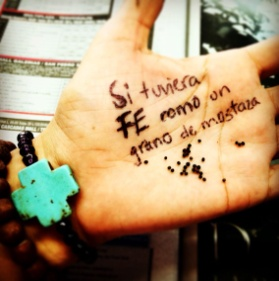 Si tuviera
FE como un
grano de mostaza